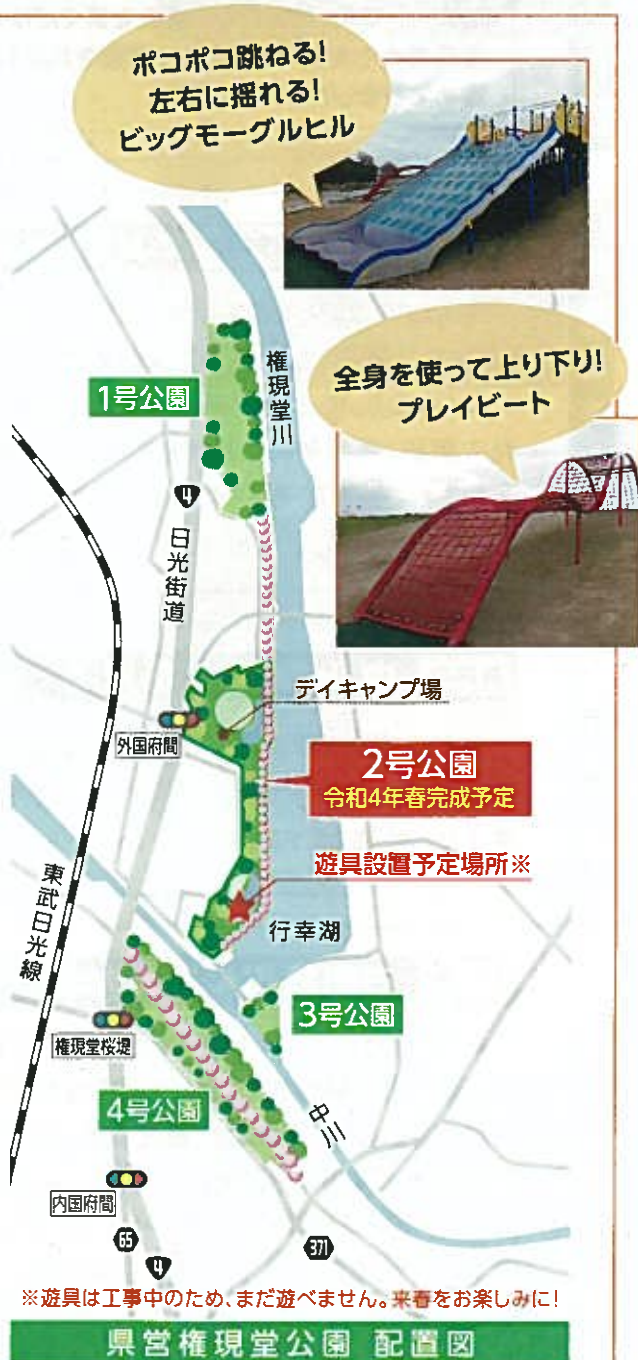 ポコポコ跳ねる!
左右に揺れる!
ビッグモーグルヒル
全身を使って上り下り!
プレイビート
1号公園
権現堂川
4
日光街道
デイキャンプ場
外国府間
2号公園
令和4年春完成予定
遊具設置予定場所※
東武日光線
行幸湖
3号公園
権現堂桜堤
4号公園
中川
内国府間
65
4
371
※遊具は工事中のため、まだ遊べません。来春をお楽しみに!
県営権現堂公園 配置図